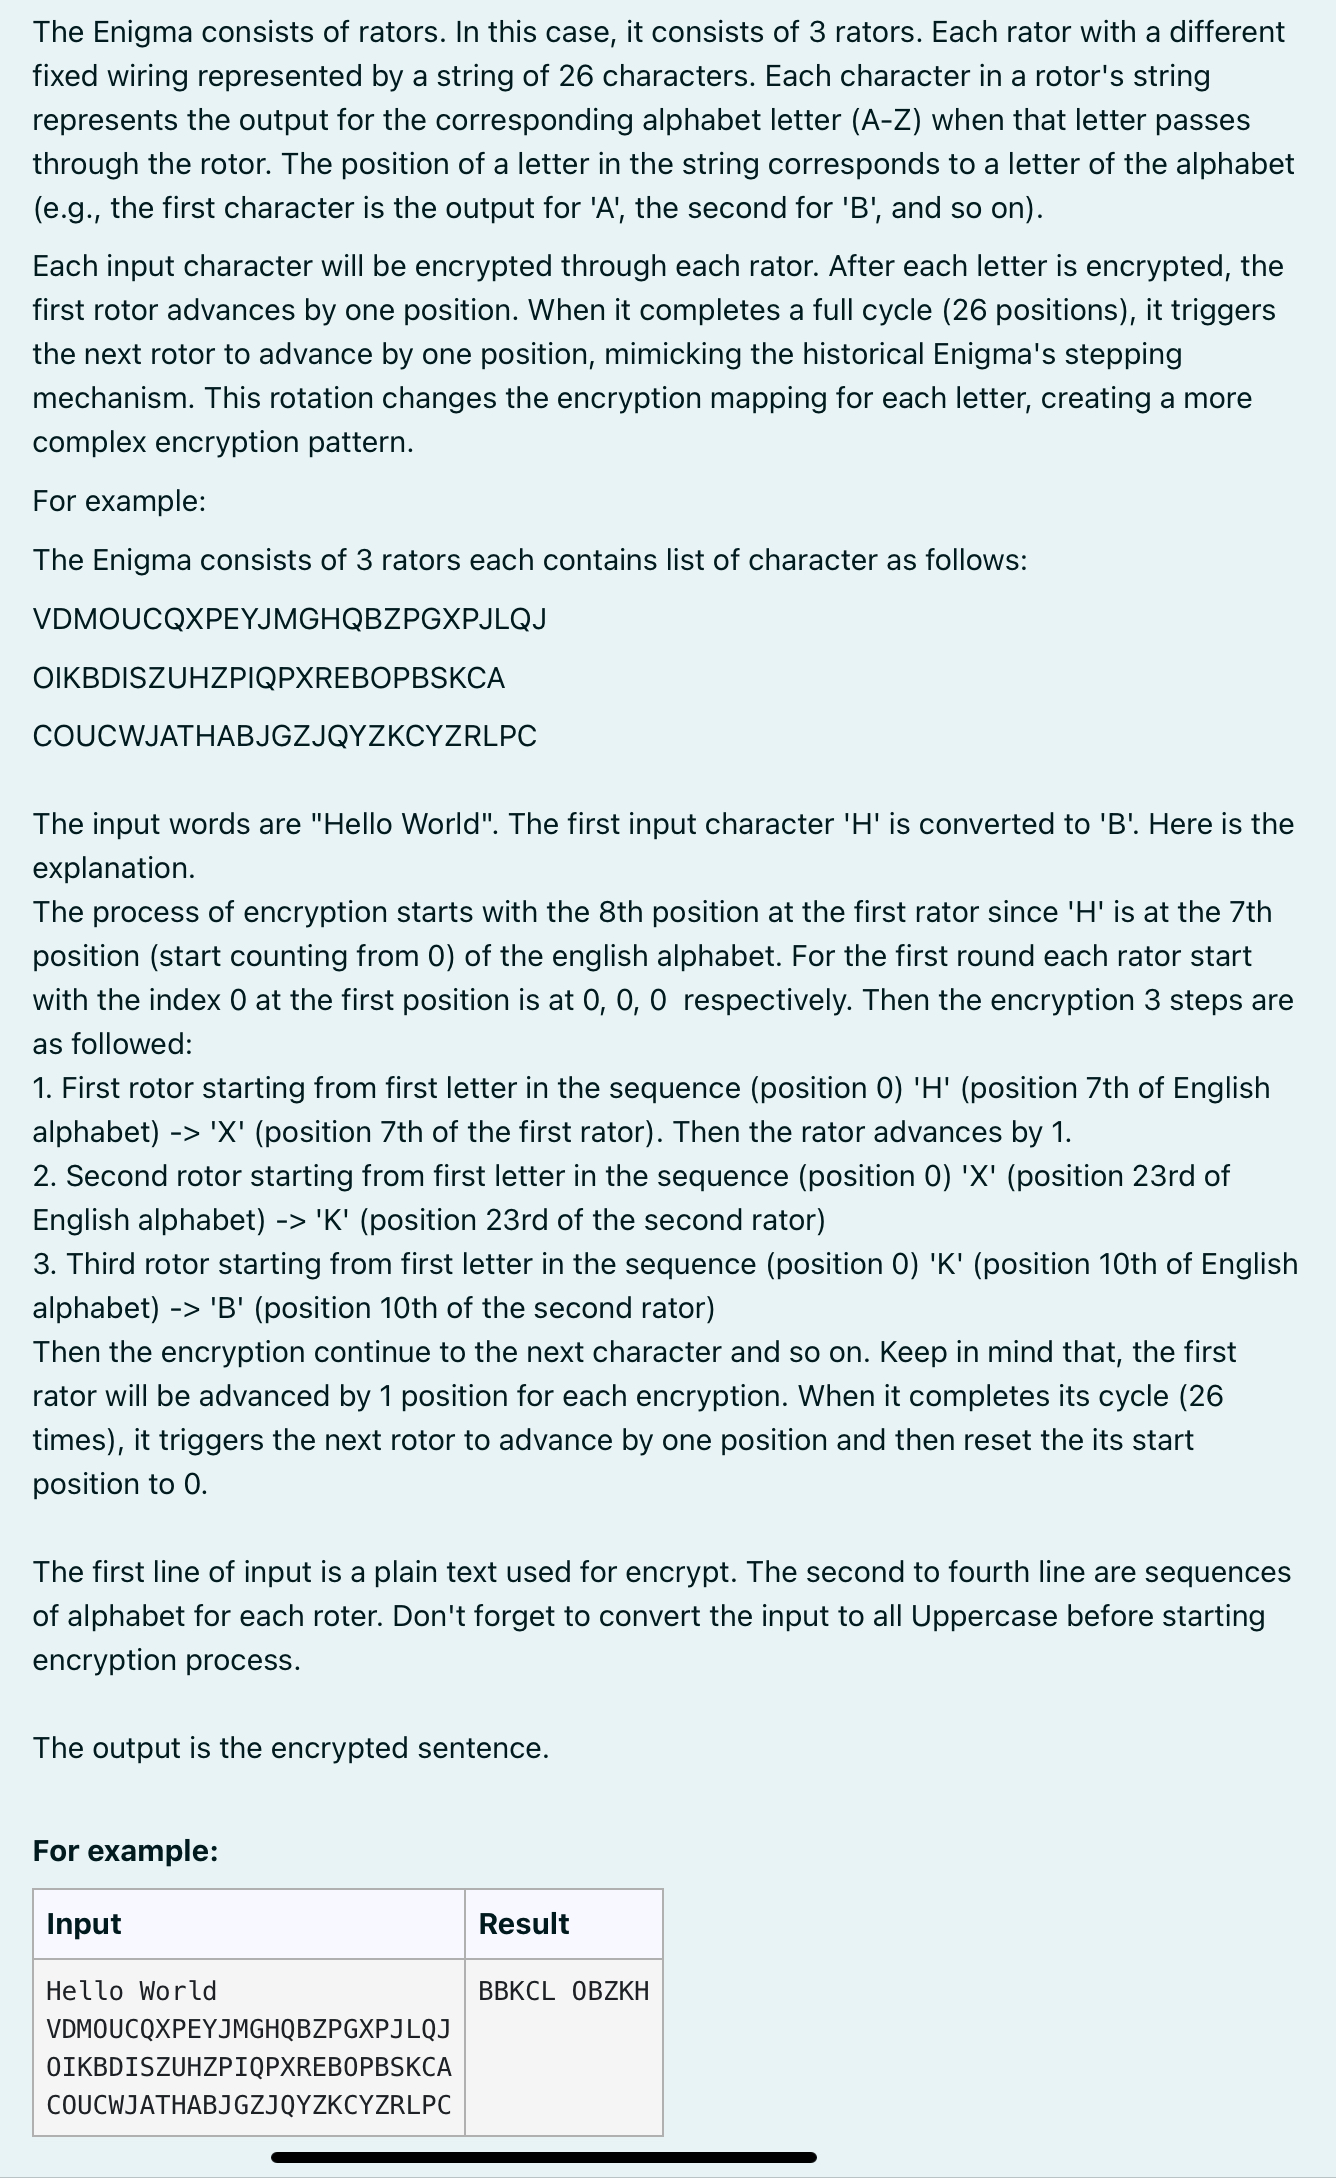 The Enigma consists of rators. In this case, it consists of 3 rators. Each rator with a different
fixed wiring represented by a string of 26 characters. Each character in a rotor's string
represents the output for the corresponding alphabet letter (A-Z) when that letter passes
through the rotor. The position of a letter in the string corresponds to a letter of the alphabet
(e.g., the first character is the output for 'A', the second for 'B', and so on).
Each input character will be encrypted through each rator. After each letter is encrypted, the
first rotor advances by one position. When it completes a full cycle (26 positions), it triggers
the next rotor to advance by one position, mimicking the historical Enigma's stepping
mechanism. This rotation changes the encryption mapping for each letter, creating a more
complex encryption pattern.
For example:
The Enigma consists of 3 rators each contains list of character as follows:
VDMOUCQXPEYJMGHQBZPGXPJLQJ
OIKBDISZUHZPIQPXREBOPBSKCA
COUCWJATHABJGZJQYZKCYZRLPC
The input words are "Hello World". The first input character 'H' is converted to 'B'. Here is the
explanation.
The process of encryption starts with the 8th position at the first rator since 'H' is at the 7th
position (start counting from 0) of the english alphabet. For the first round each rator start
with the index 0 at the first position is at 0, 0, 0  respectively. Then the encryption 3 steps are
as followed:
1. First rotor starting from first letter in the sequence (position 0) 'H' (position 7th of English
alphabet) -> 'X' (position 7th of the first rator). Then the rator advances by 1.
2. Second rotor starting from first letter in the sequence (position 0) 'X' (position 23rd of
English alphabet) -> 'K' (position 23rd of the second rator)
3. Third rotor starting from first letter in the sequence (position 0) 'K' (position 10th of English
alphabet) -> 'B' (position 10th of the second rator)
Then the encryption continue to the next character and so on. Keep in mind that, the first
rator will be advanced by 1 position for each encryption. When it completes its cycle (26
times), it triggers the next rotor to advance by one position and then reset the its start
position to 0.
The first line of input is a plain text used for encrypt. The second to fourth line are sequences
of alphabet for each roter. Don't forget to convert the input to all Uppercase before starting
encryption process.
The output is the encrypted sentence.
For example:
Input Result
Hello World BBKCL OBZKH
VDMOUCQXPEYJMGHQBZPGXPJLQJ
OIKBDISZUHZPIQPXREBOPBSKCA
COUCWJATHABJGZJQYZKCYZRLPC